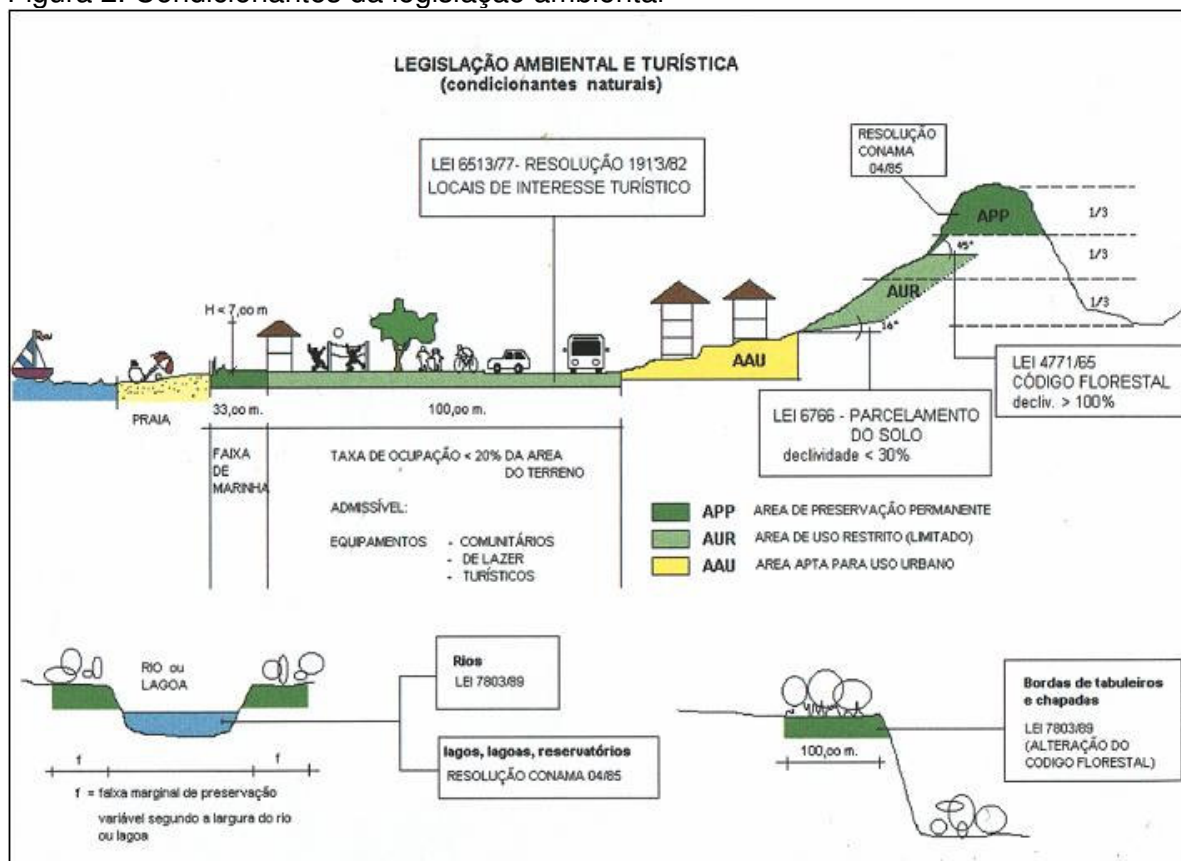 Figura 2. Condicionantes da legislação ambiental
LEGISLAÇÃO AMBIENTAL E TURÍSTICA
(condicionantes naturais)
RESOLUÇÃO
CONAMA
04/85
LEI 6513/77- RESOLUÇÃO 1913/82
LOCAIS DE INTERESSE TURÍSTICO
APP
1/3
45°
1/3
AUR
1/3
16°
H < 7,00 m
AAU
PRAIA
33,00 m.
100,00 m.
LEI 4771/65
CÓDIGO FLORESTAL
decliv. > 100%
LEI 6766 - PARCELAMENTO
DO SOLO
declividade < 30%
FAIXA
DE
MARINHA
TAXA DE OCUPAÇÃO < 20% DA AREA
DO TERRENO
ADMISSÍVEL:
EQUIPAMENTOS - COMUNITÁRIOS
- DE LAZER
- TURÍSTICOS
APP AREA DE PRESERVAÇÃO PERMANENTE
AUR AREA DE USO RESTRITO (LIMITADO)
AAU AREA APTA PARA USO URBANO
RIO ou
LAGOA
Rios
LEI 7803/89
lagos, lagoas, reservatórios
RESOLUÇÃO CONAMA 04/85
f
f
f = faixa marginal de preservação
variável segundo a largura do rio
ou lagoa
100,00 m.
Bordas de tabuleiros
e chapadas
LEI 7803/89
(ALTERAÇÃO DO
CODIGO FLORESTAL)